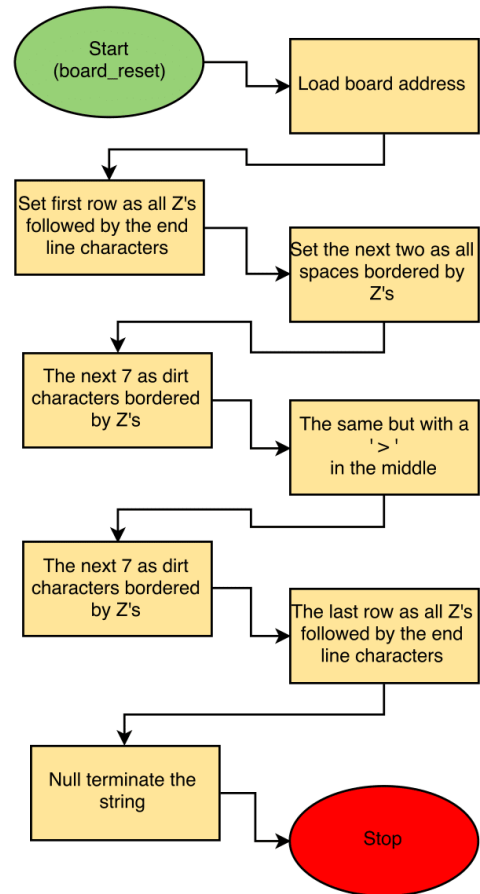 Start
(board_reset)
Load board address
Set first row as all Z's
followed by the end
line characters
Set the next two as all
spaces bordered by
Z's
The next 7 as dirt
characters bordered
by Z's
The same but with a
'>'
in the middle
The next 7 as dirt
characters bordered
by Z's
The last row as all Z's
followed by the end
line characters
Null terminate the
string
Stop